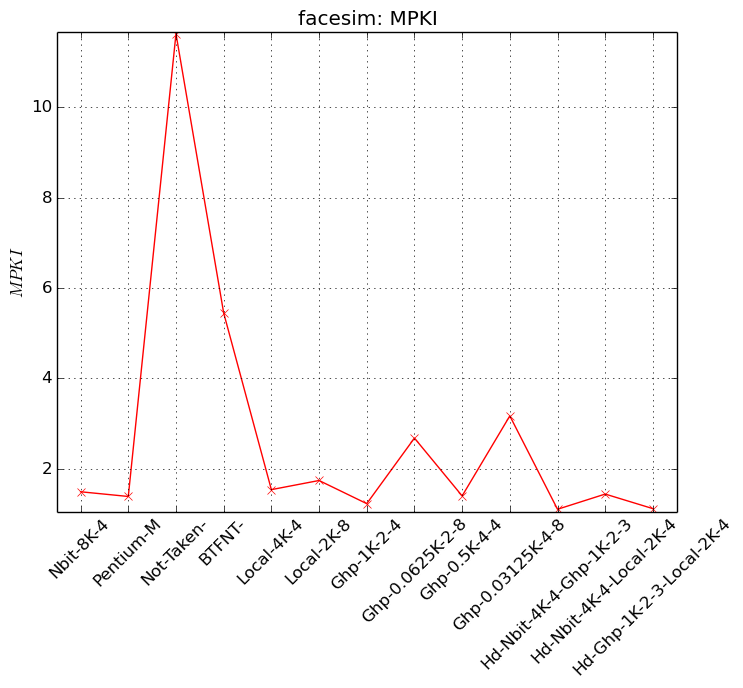 facesim: MPKI
10
8
6
4
2
MPKI
Nbit-8K-4
Pentium-M
Not-Taken-
BTFNT-
Local-4K-4
Local-2K-8
Ghp-1K-2-4
Ghp-0.0625K-2-8
Ghp-0.5K-4-4
Ghp-0.03125K-4-8
Hd-Nbit-4K-4-Ghp-1K-2-3
Hd-Nbit-4K-4-Local-2K-4
Hd-Ghp-1K-2-3-Local-2K-4